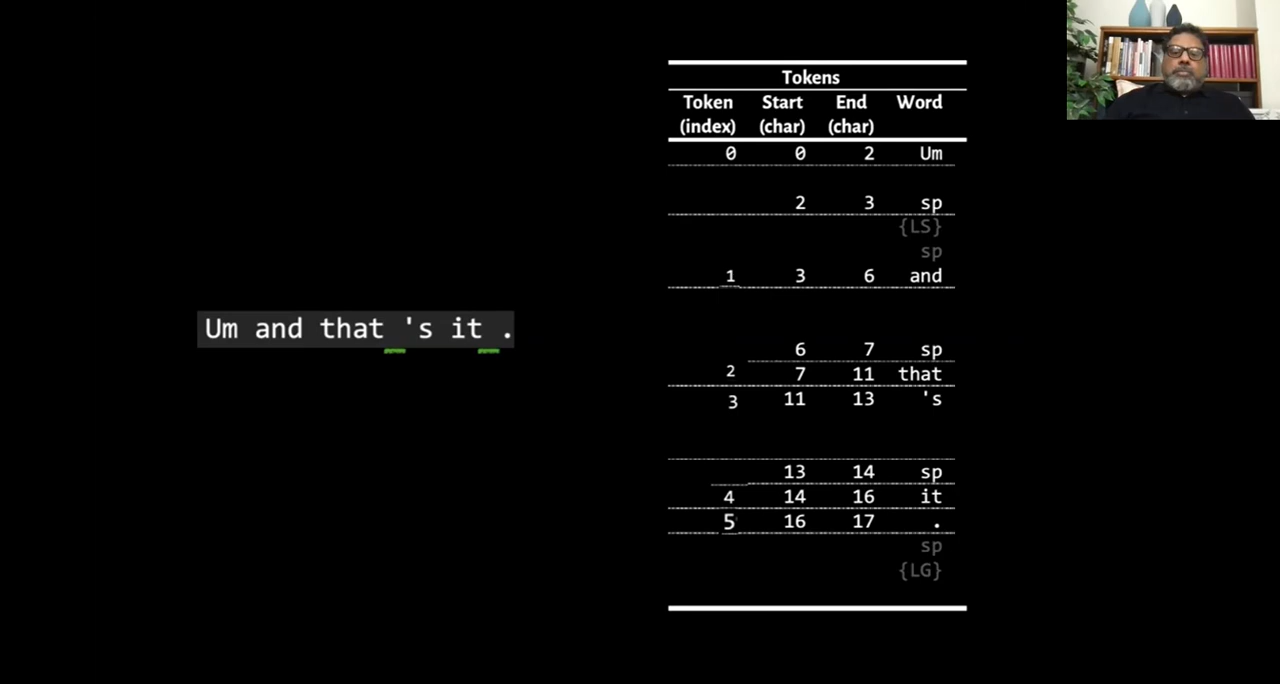 Um and that 's it .
Tokens
Token Start End Word
(index) (char) (char)
0 0 2 Um
2 3 sp
{LS}
sp
1 3 6 and
6 7 sp
2 7 11 that
3 11 13 's
13 14 sp
4 14 16 it
5 16 17 .
sp
{LG}